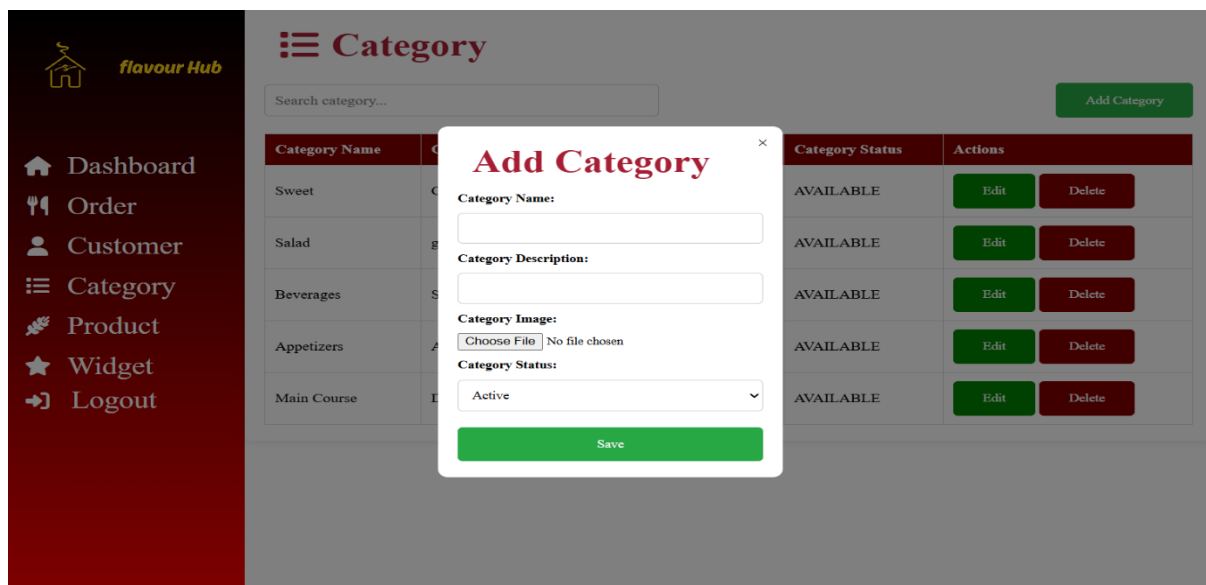 flavour Hub
Dashboard
Order
Customer
Category
Product
Widget
Logout
Category
Search category...
Add Category
Category Name Category Status Actions
Sweet AVAILABLE Edit Delete
Salad AVAILABLE Edit Delete
Beverages AVAILABLE Edit Delete
Appetizers AVAILABLE Edit Delete
Main Course AVAILABLE Edit Delete
×
Add Category
Category Name:
Category Description:
Category Image:
Choose File No file chosen
Category Status:
Active
Save